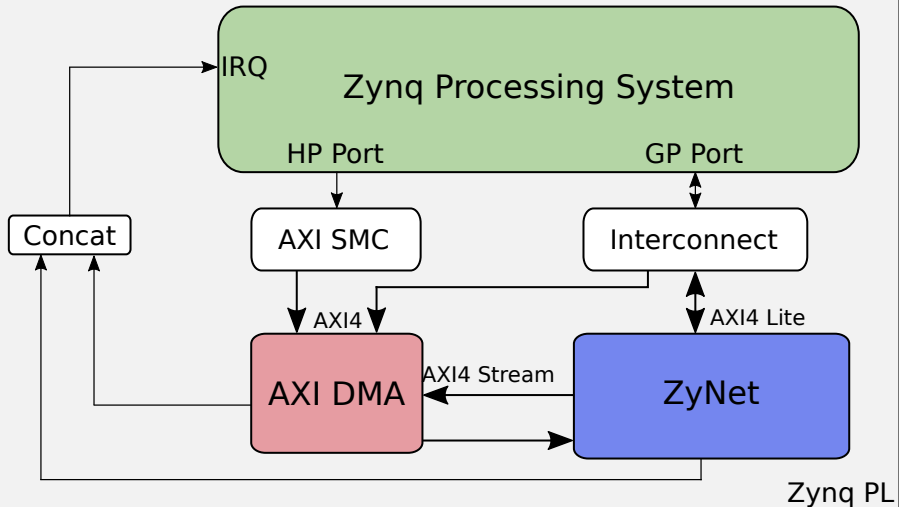 IRQ
Zynq Processing System
HP Port
GP Port
Concat
AXI SMC
Interconnect
AXI4
AXI4 Lite
AXI DMA
AXI4 Stream
ZyNet
Zynq PL